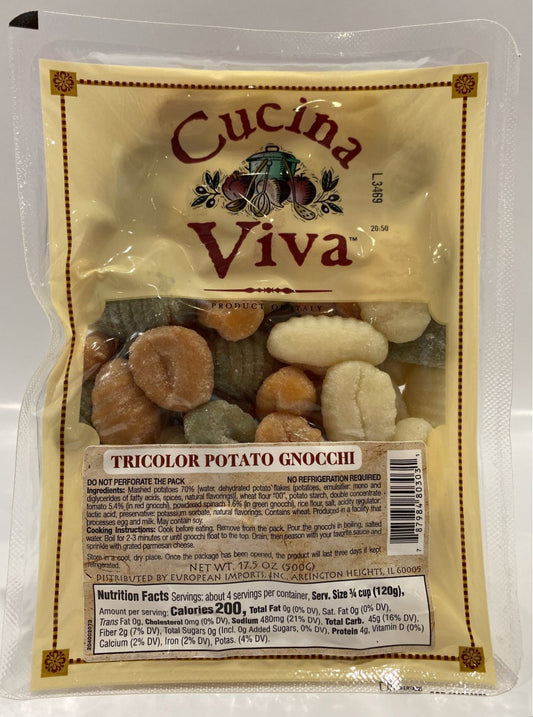 Cucina
Viva™
L.3469
20:50
PRODUCT OF ITALY
TRICOLOR POTATO GNOCCHI
DO NOT PERFORATE THE PACK NO REFRIGERATION REQUIRED
Ingredients: Mashed potatoes 70% [water, dehydrated potato flakes (potatoes, emulsifier: mono and
diglycerides of fatty acids, spices, natural flavorings)], wheat flour "00", potato starch, double concentrate
tomato 5,4% (in red gnocchi), powdered spinach 1.6% (in green gnocchi), rice flour, salt, acidity regulator:
lactic acid, preservative: potassium sorbate, natural flavorings. Contains wheat. Produced in a facility that
processes egg and milk. May contain soy.
Cooking Instructions: Cook before eating. Remove from the pack. Pour the gnocchi in boiling, salted
water. Boil for 2-3 minutes or until gnocchi float to the top. Drain, then season with your favorite sauce and
sprinkle with grated parmesan cheese.
Store in a cool, dry place. Once the package has been opened, the product will last three days if kept
refrigerated.
NET WT. 17.5 OZ (500G)
DISTRIBUTED BY EUROPEAN IMPORTS, INC. ARLINGTON HEIGHTS, IL 60005
7 87984 80303 1
Nutrition Facts Servings: about 4 servings per container, Serv. Size ¾ cup (120g),
Amount per serving: Calories 200, Total Fat 0g (0% DV), Sat. Fat 0g (0% DV),
Trans Fat 0g, Cholesterol 0mg (0% DV), Sodium 480mg (21% DV), Total Carb. 45g (16% DV),
Fiber 2g (7% DV), Total Sugars 0g (Incl. 0g Added Sugars, 0% DV), Protein 4g, Vitamin D (0%)
Calcium (2% DV), Iron (2% DV), Potas. (4% DV).